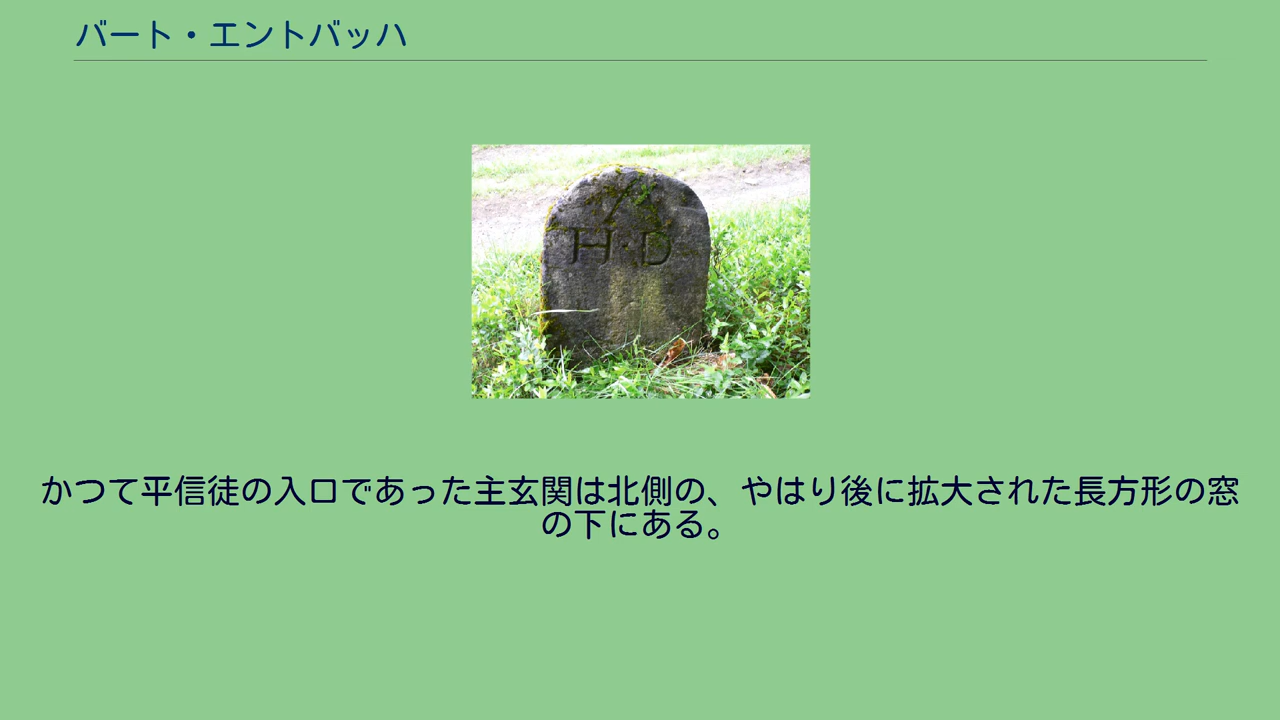 バート・エントバッハ
H·D
かつて平信徒の入口であった主玄関は北側の、やはり後に拡大された長方形の窓
の下にある。